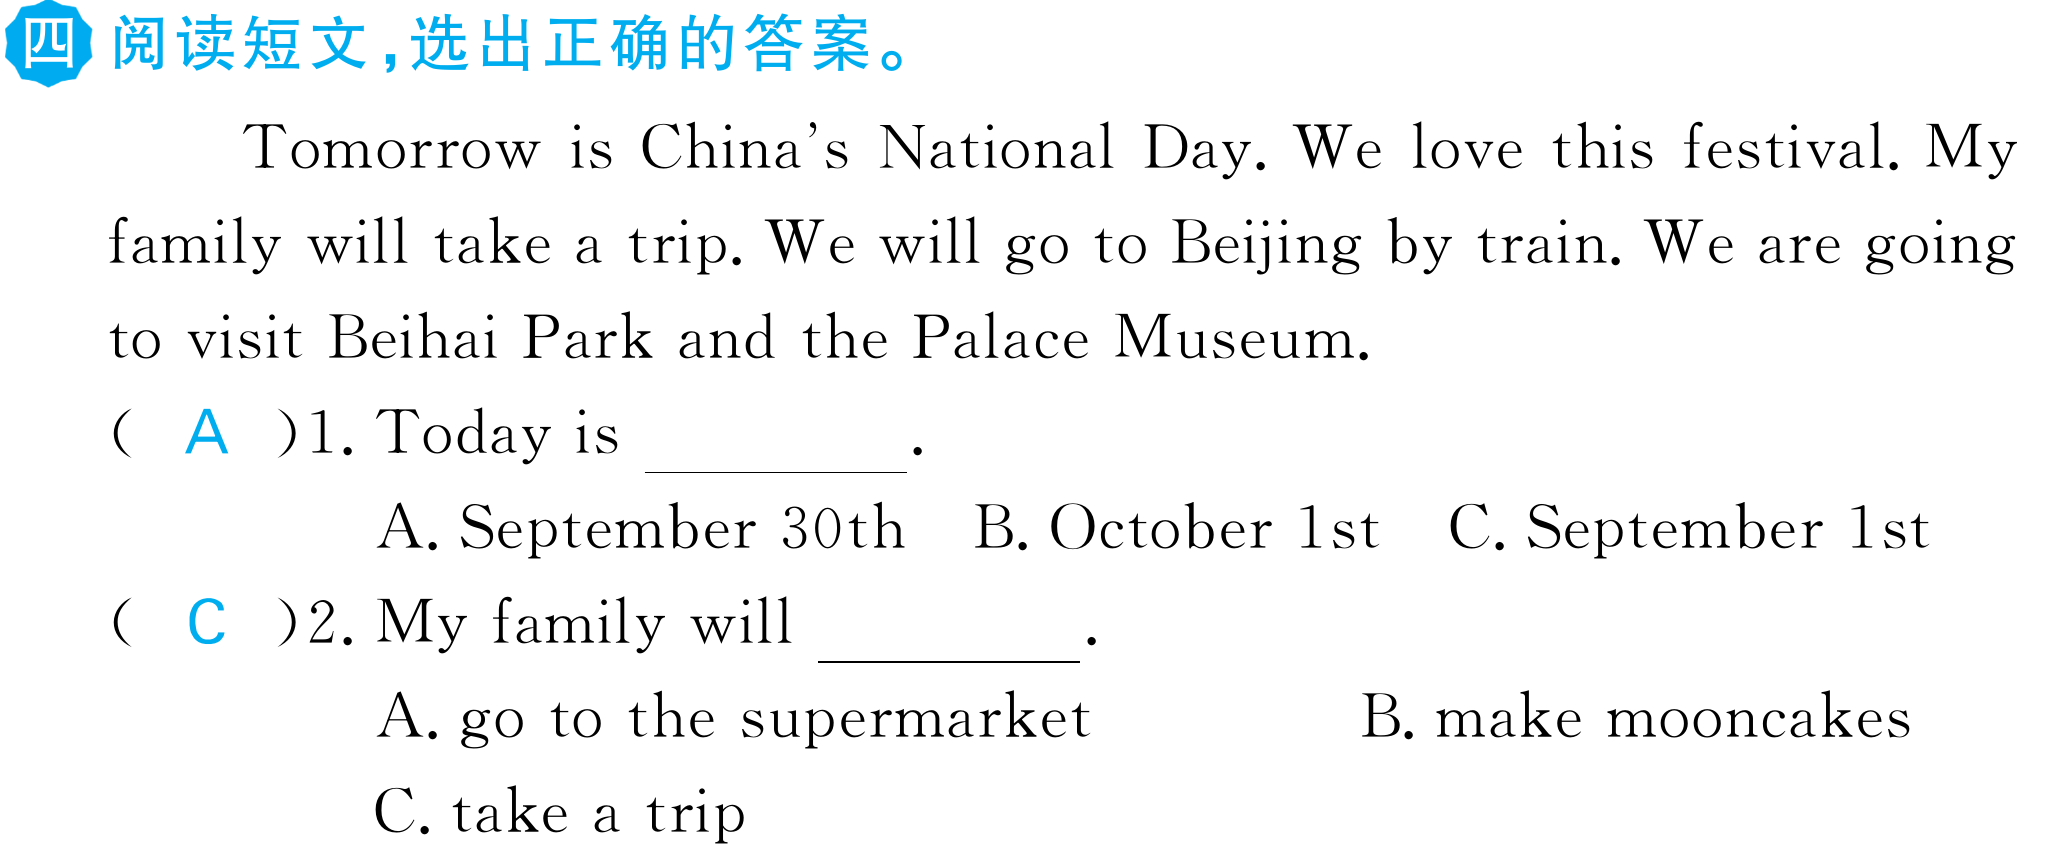 四 阅读短文,选出正确的答案。
Tomorrow is China's National Day. We love this festival. My
family will take a trip. We will go to Beijing by train. We are going
to visit Beihai Park and the Palace Museum.
( A )1. Today is ________.
A. September 30th B. October 1st C. September 1st
( C )2. My family will ________.
A. go to the supermarket B. make mooncakes
C. take a trip